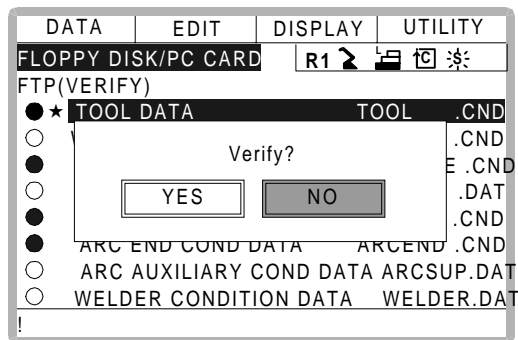 DATA EDIT DISPLAY UTILITY
FLOPPY DISK/PC CARD R1
FTP(VERIFY)
★ TOOL DATA TOOL .CND
.CND
Verify?
E .CND
YES NO .DAT
.CND
ARC END COND DATA ARCEND .CND
ARC AUXILIARY COND DATA ARCSUP.DAT
WELDER CONDITION DATA WELDER.DAT
!